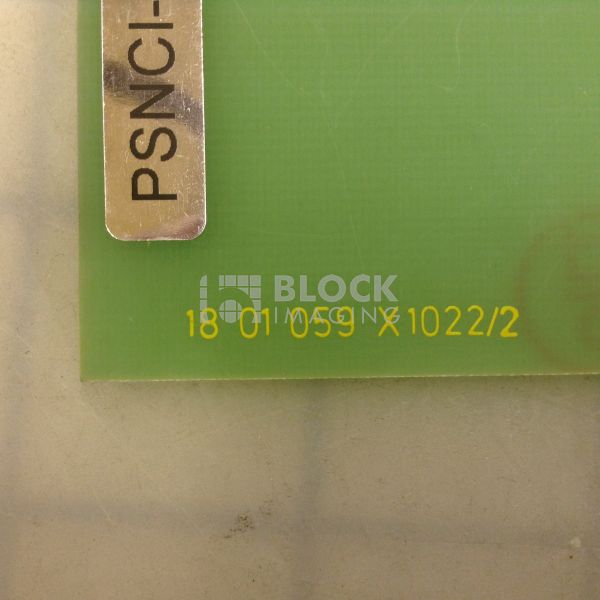 PSNCI-
BLOCK
IMAGING
18 01 059 X1022/2